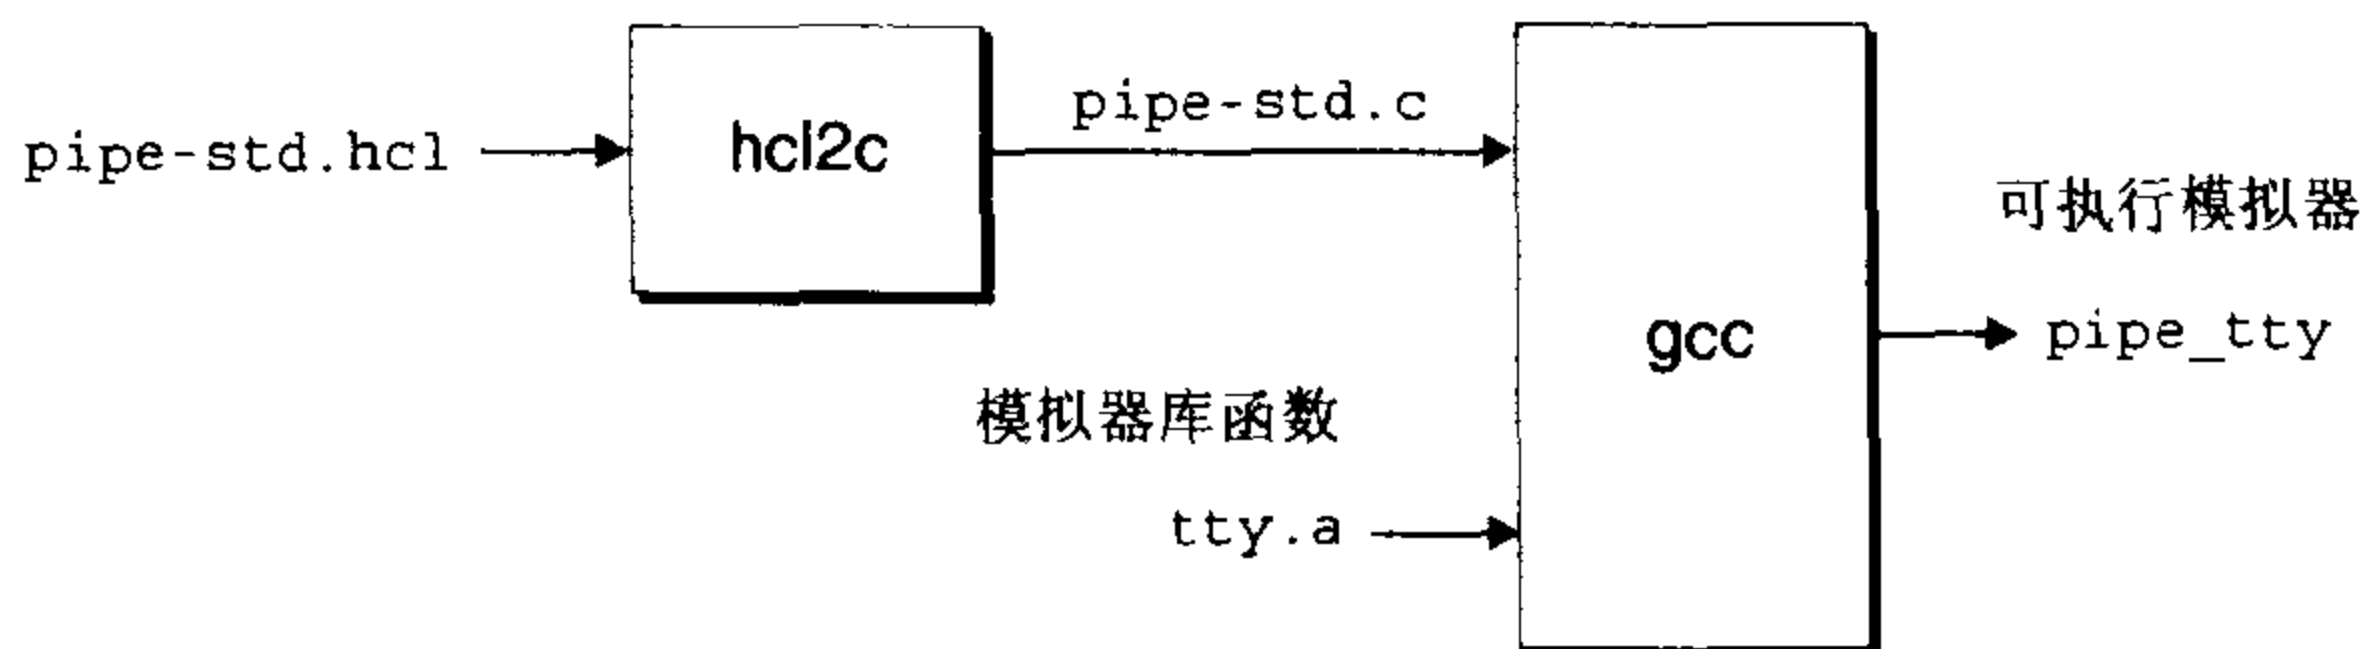 pipe-std.hcl
hcl2c
pipe-std.c
模拟器库函数
tty.a
gcc
可执行模拟器
pipe_tty